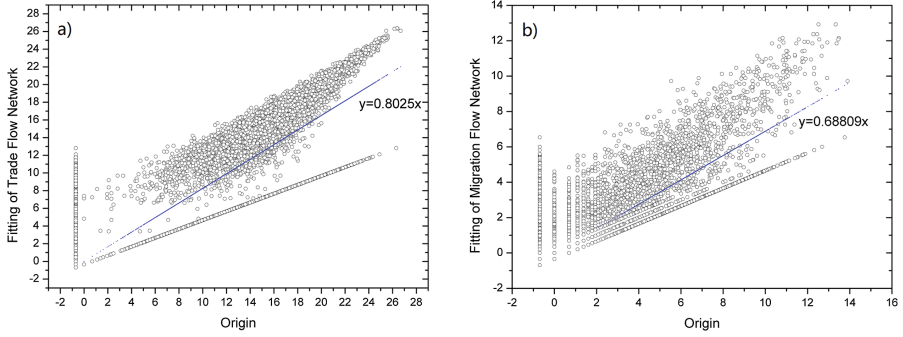 a)
Fitting of Trade Flow Network
28
26
24
22
20
18
16
14
12
10
8
6
4
2
0
-2
y=0.8025x
-2 0 2 4 6 8 10 12 14 16 18 20 22 24 26 28
Origin
b)
Fitting of Migration Flow Network
14
12
10
8
6
4
2
0
-2
y=0.68809x
-2 0 2 4 6 8 10 12 14 16
Origin